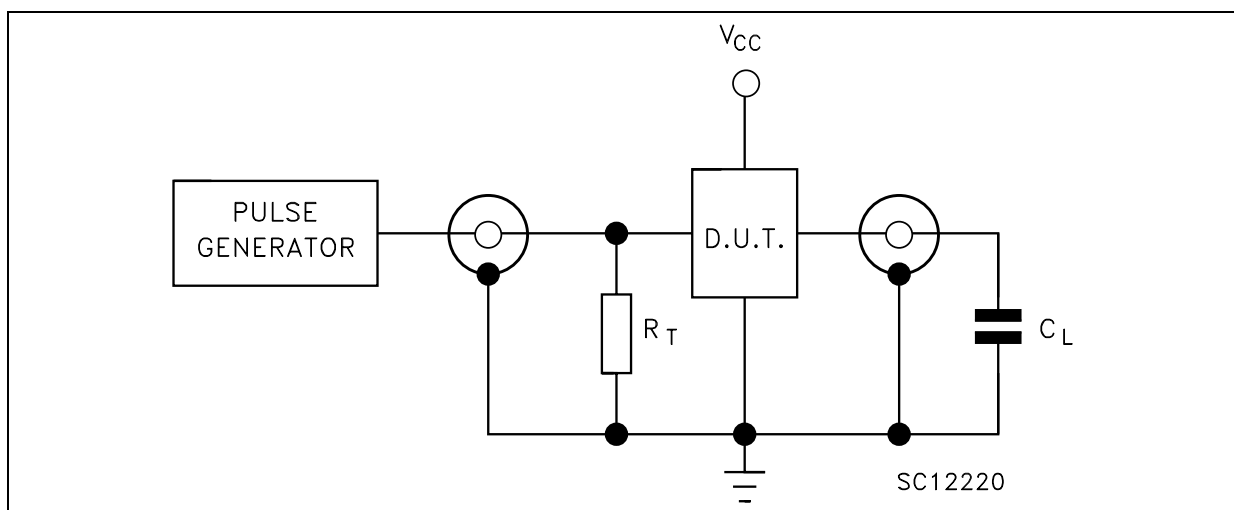 VCC
PULSE
GENERATOR
D.U.T.
RT
CL
SC12220